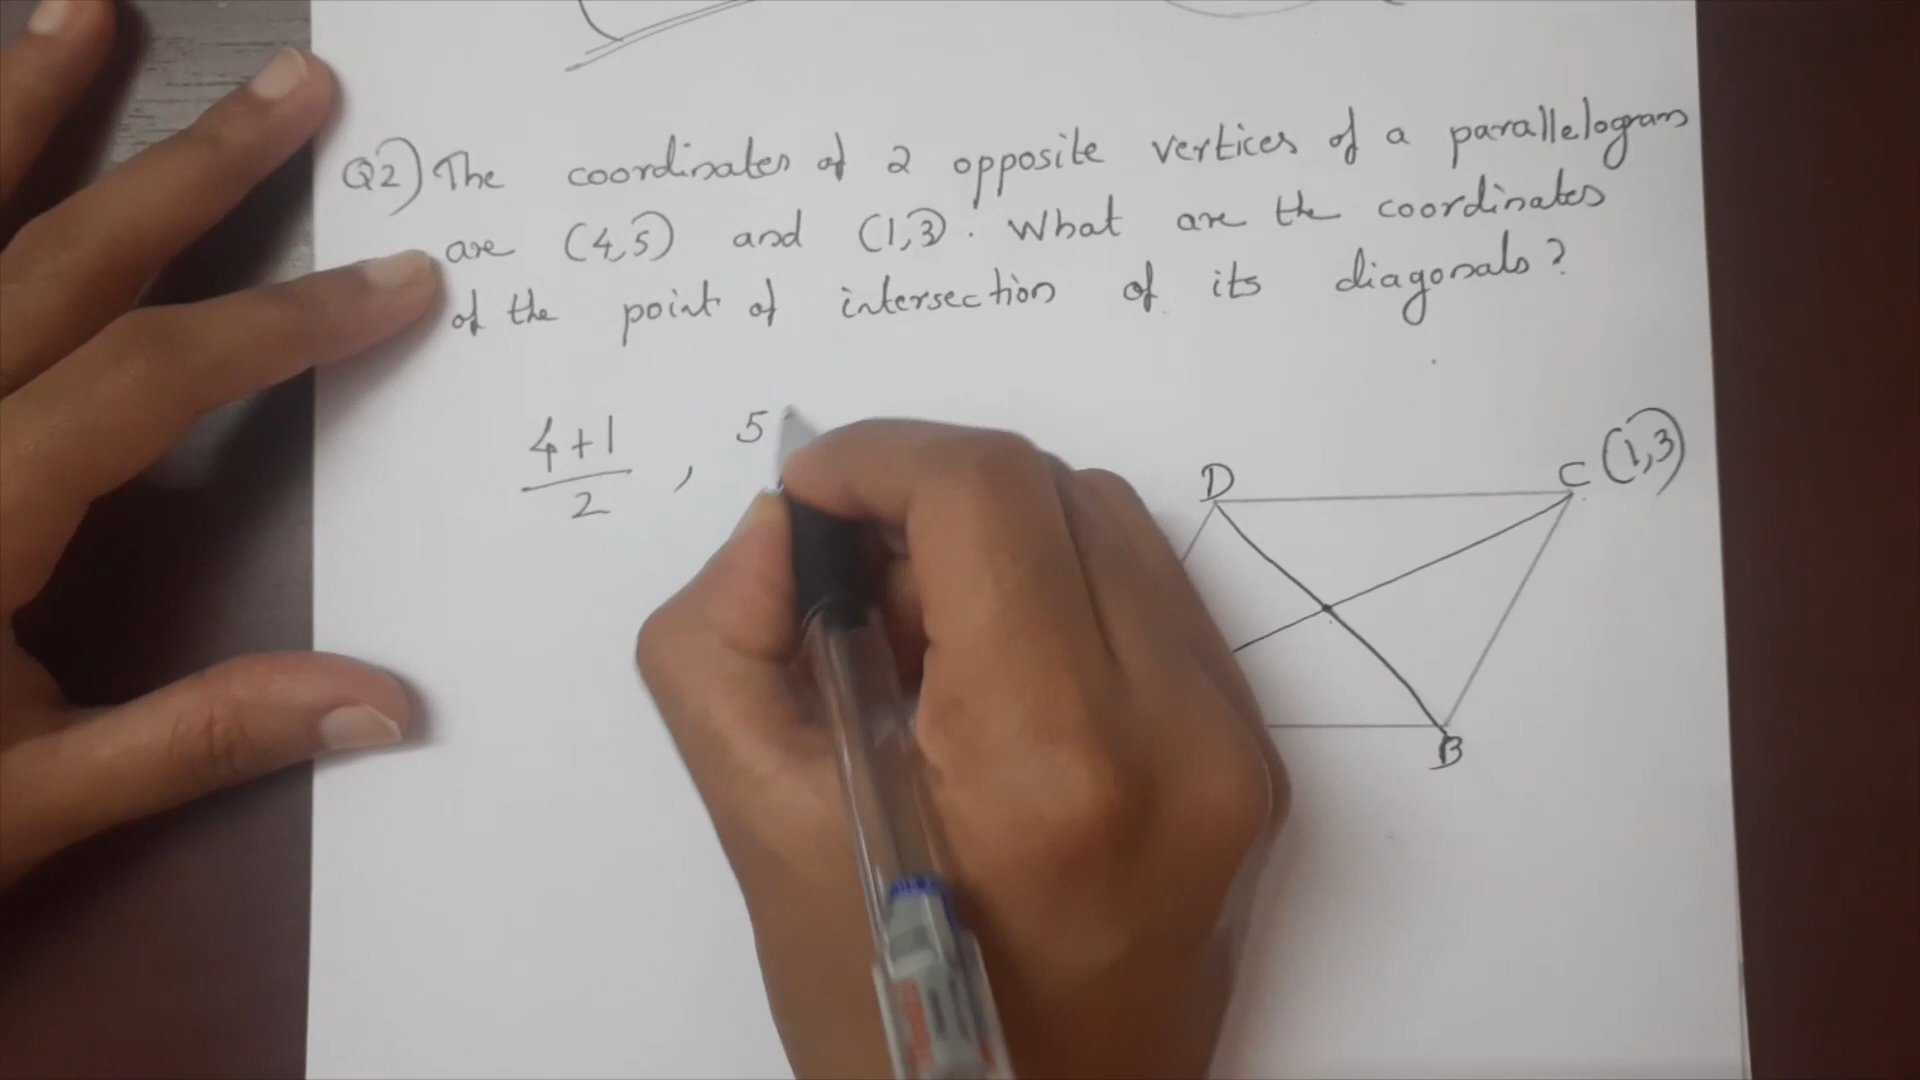 Q2) The coordinates of 2 opposite vertices of a parallelogram
are (4,5) and (1,3). What are the coordinates
of the point of intersection of its diagonals?
4+1
2
, 5
D
C (1,3)
B